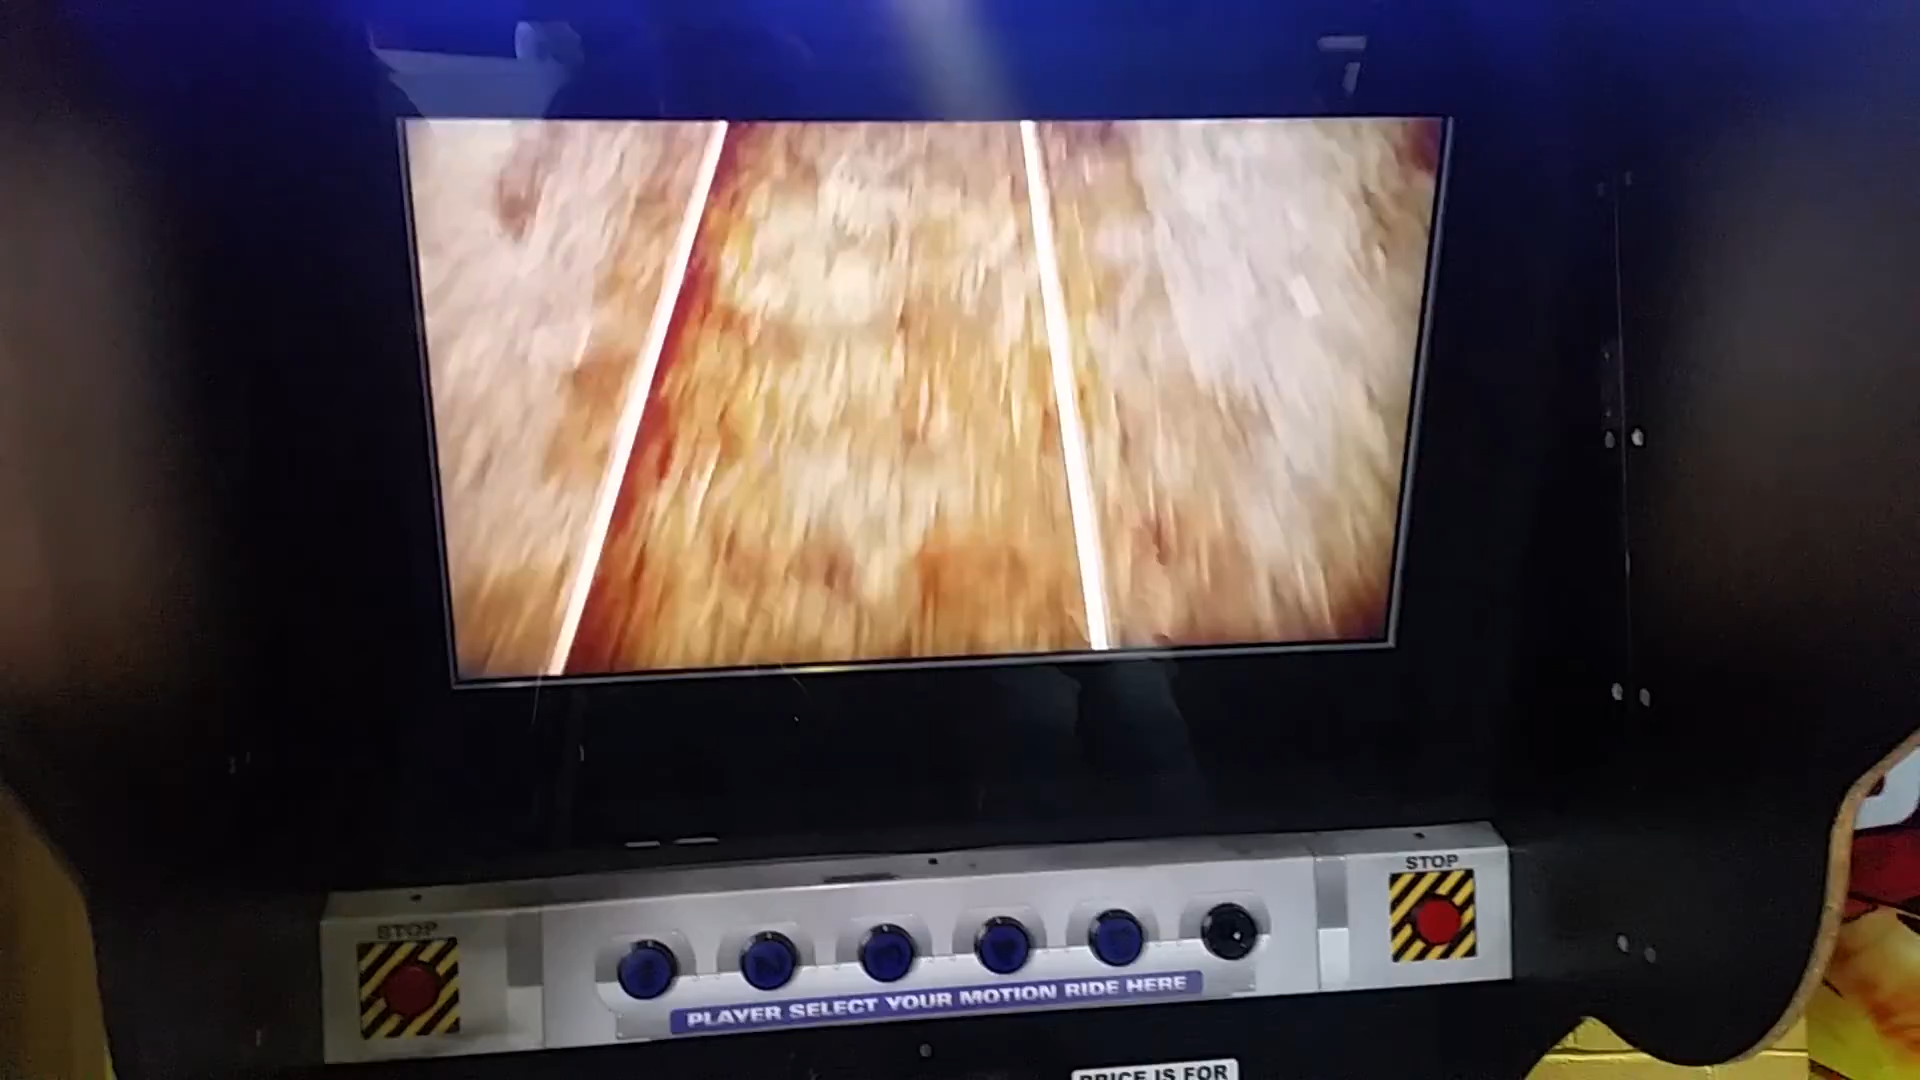 STOP
STOP
PLAYER SELECT YOUR MOTION RIDE HERE
PRICE IS FOR